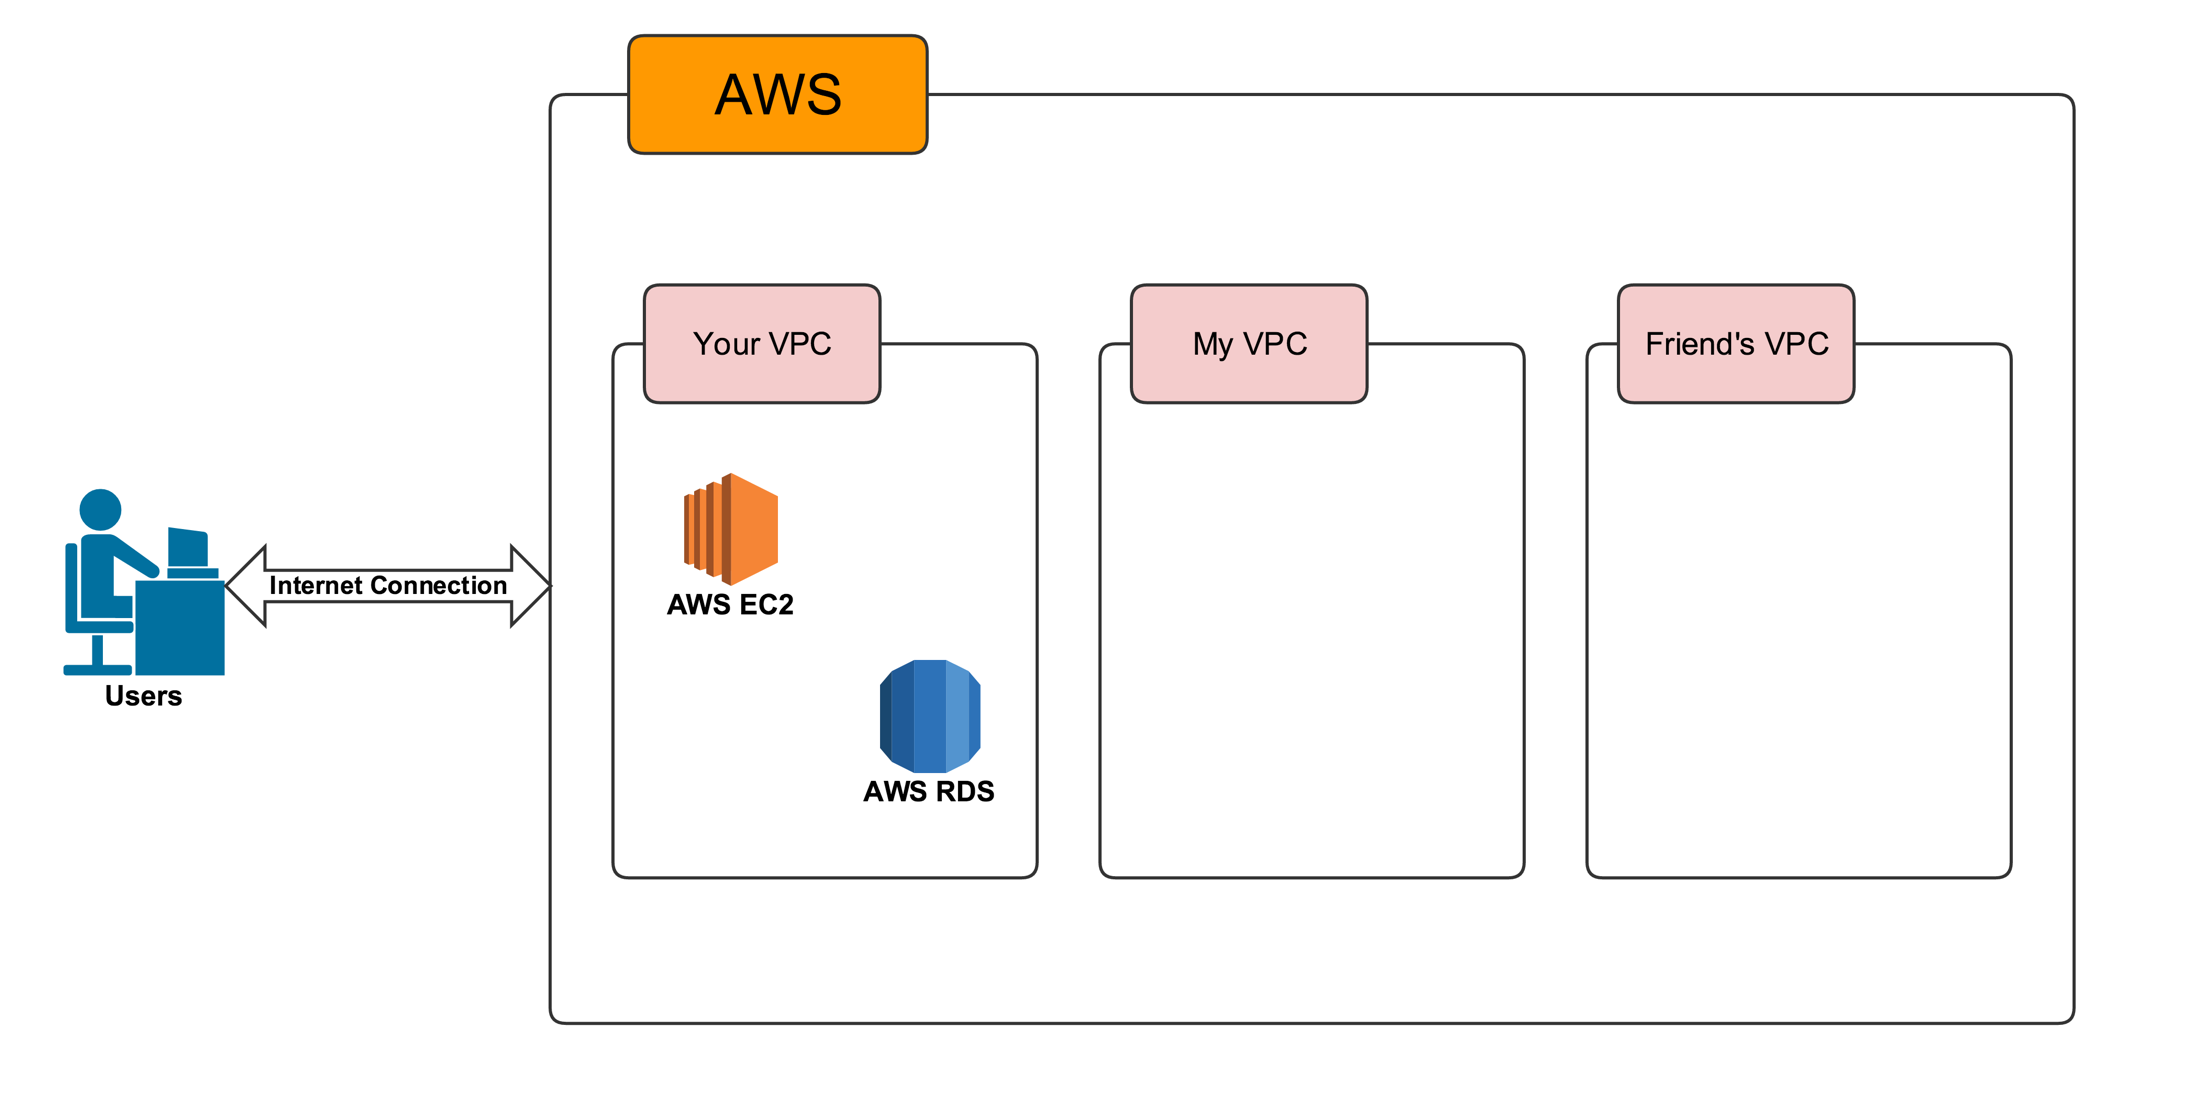 AWS
Your VPC
My VPC
Friend's VPC
AWS EC2
Internet Connection
Users
AWS RDS